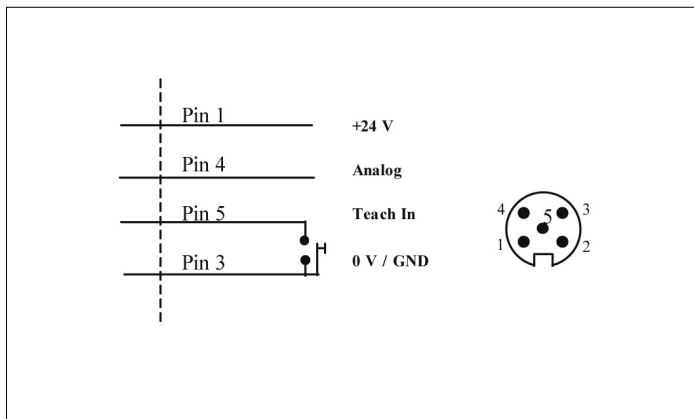 Pin 1
+24 V
Pin 4
Analog
Pin 5
Teach In
Pin 3
0 V / GND
4 5 3
1 2